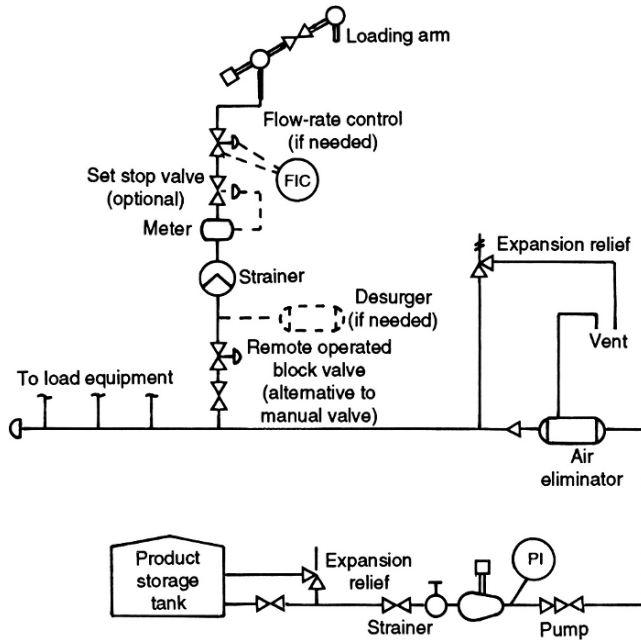 Loading arm
Flow-rate control
(if needed)
FIC
Set stop valve
(optional)
Meter
Strainer
Expansion relief
Desurger
(if needed)
Vent
Remote operated
block valve
(alternative to
manual valve)
To load equipment
Air
eliminator
Product
storage
tank
Expansion
relief
PI
Strainer
Pump